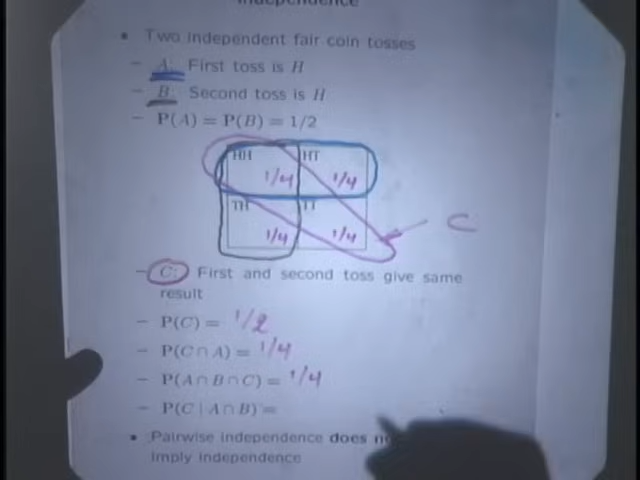 Independence
• Two independent fair coin tosses
– A: First toss is H
– B: Second toss is H
– P(A) = P(B) = 1/2
HH HT
1/4 1/4
TH TT
1/4 1/4
C
– C: First and second toss give same
result
– P(C) = 1/2
– P(C ∩ A) = 1/4
– P(A ∩ B ∩ C) = 1/4
– P(C | A ∩ B) =
• Pairwise independence does
imply independence